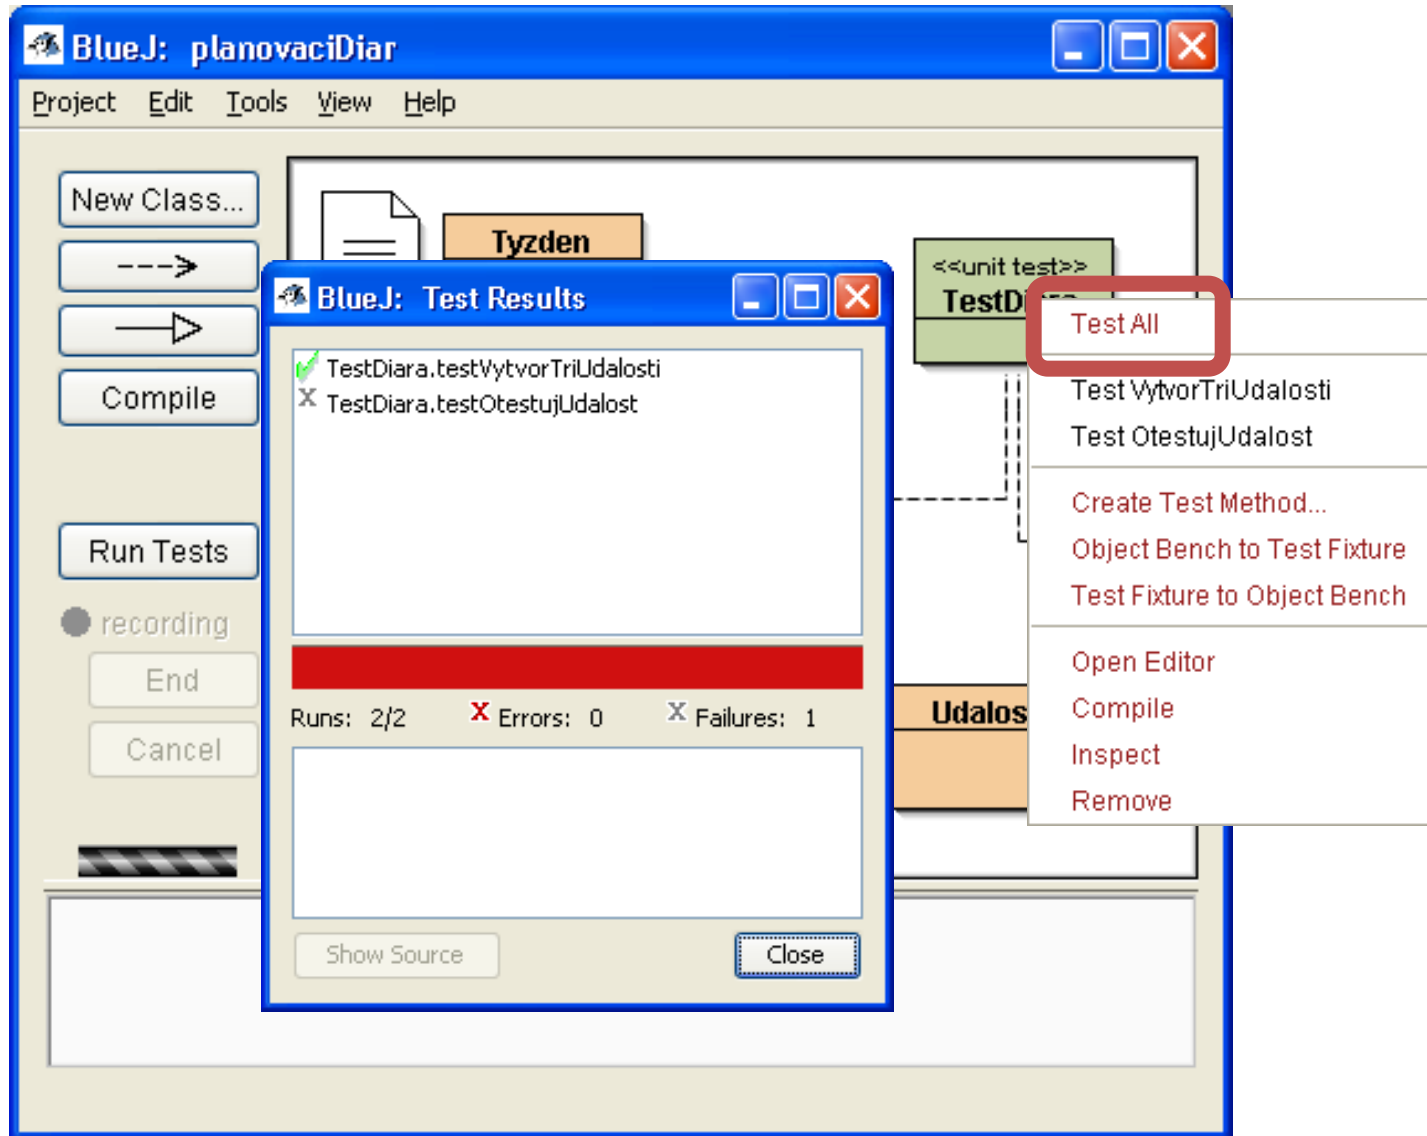 BlueJ: planovaciDiar
Project Edit Tools View Help
New Class...
Compile
Run Tests
recording
End
Cancel
Tyzden
<<unit test>>
BlueJ: Test Results
TestDiara.testVytvorTriUdalosti
TestDiara.testOtestujUdalost
Runs: 2/2 X Errors: 0 X Failures: 1
Show Source Close
Test All
Test VytvorTriUdalosti
Test OtestujUdalost
Create Test Method...
Object Bench to Test Fixture
Test Fixture to Object Bench
Open Editor
Compile
Inspect
Remove